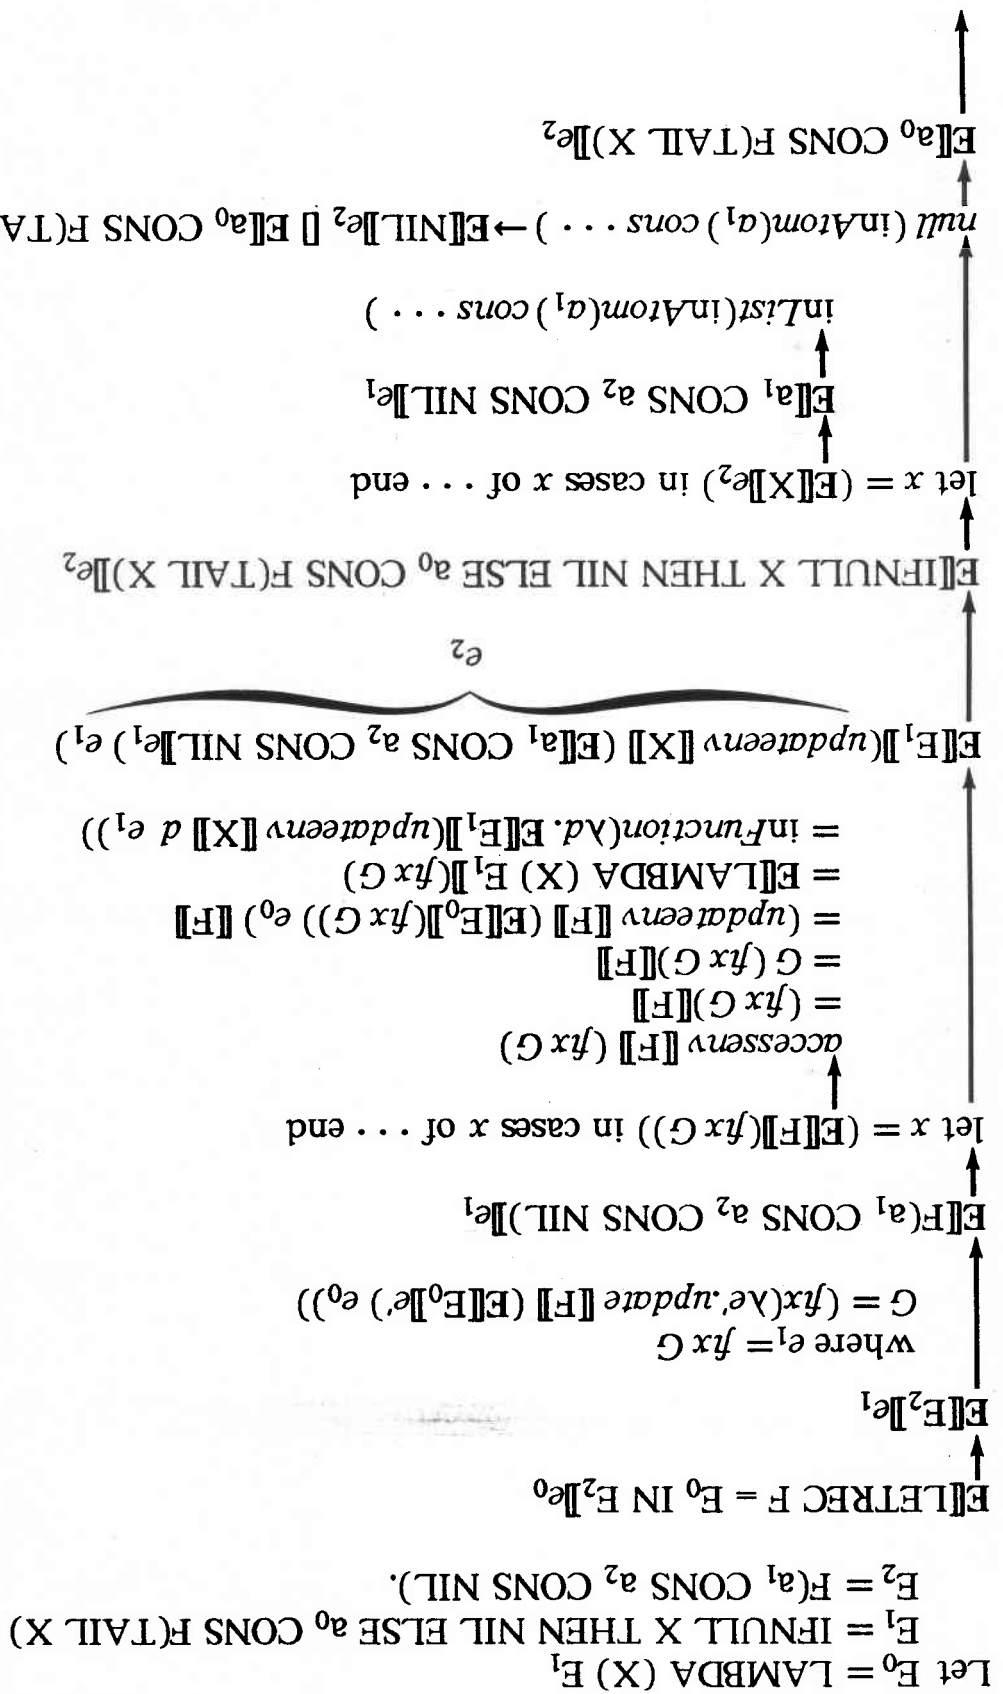 Let E₀ = LAMBDA (X) E₁
E₁ = IFNULL X THEN NIL ELSE a₀ CONS F(TAIL X)
E₂ = F(a₁ CONS a₂ CONS NIL).
E⟦LETREC F = E₀ IN E₂⟧e₀
E⟦E₂⟧e₁
where e₁= fix G
G = (fix(λe'.update ⟦F⟧ (E⟦E₀⟧e') e₀))
E⟦F(a₁ CONS a₂ CONS NIL)⟧e₁
let x = (E⟦F⟧(fix G)) in cases x of · · · end
accessenv ⟦F⟧ (fix G)
= (fix G)⟦F⟧
= G (fix G)⟦F⟧
= (updateenv ⟦F⟧ (E⟦E₀⟧(fix G)) e₀) ⟦F⟧
= E⟦LAMBDA (X) E₁⟧(fix G)
= inFunction(λd. E⟦E₁⟧(updateenv ⟦X⟧ d e₁))
E⟦E₁⟧(updateenv ⟦X⟧ (E⟦a₁ CONS a₂ CONS NIL⟧e₁) e₁)
e₂
E⟦IFNULL X THEN NIL ELSE a₀ CONS F(TAIL X)⟧e₂
let x = (E⟦X⟧e₂) in cases x of · · · end
E⟦a₁ CONS a₂ CONS NIL⟧e₁
inList(inAtom(a₁) cons · · · )
null (inAtom(a₁) cons · · · ) → E⟦NIL⟧e₂ ▯ E⟦a₀ CONS F(TA
E⟦a₀ CONS F(TAIL X)⟧e₂